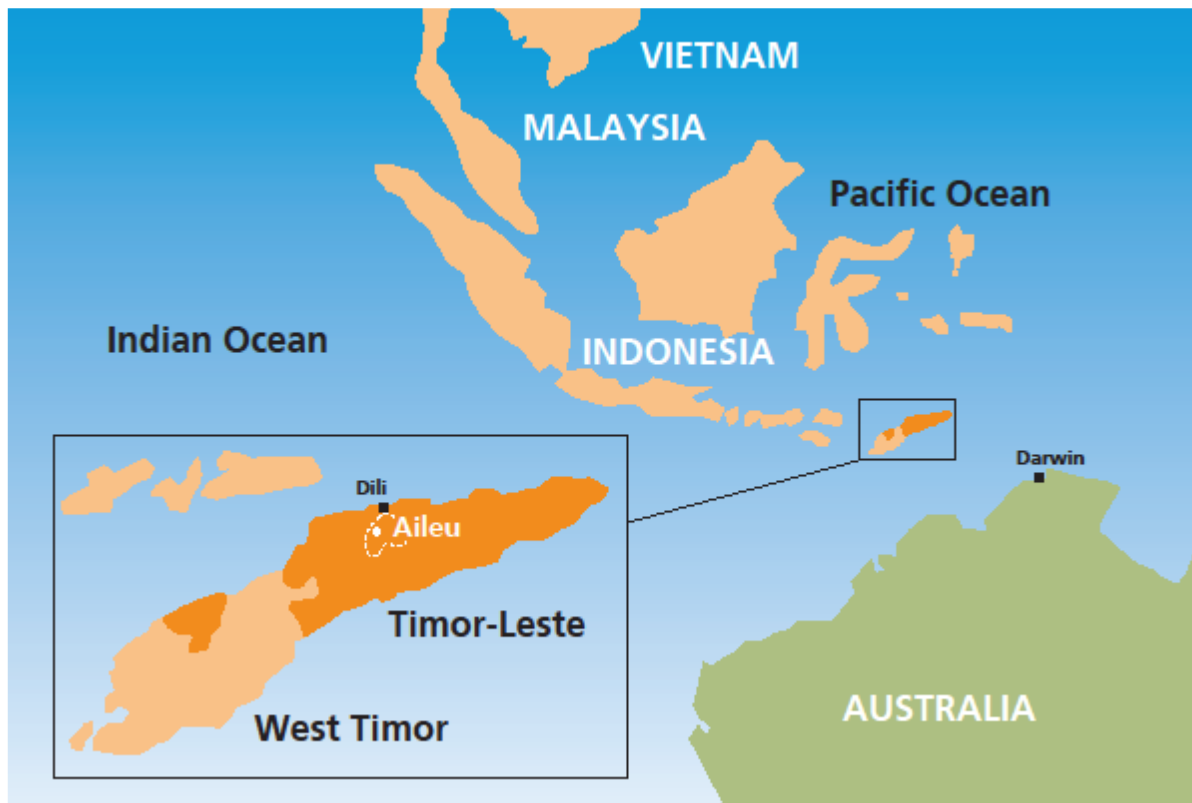 VIETNAM
MALAYSIA
Pacific Ocean
Indian Ocean
INDONESIA
Darwin
Dili
Aileu
Timor-Leste
AUSTRALIA
West Timor